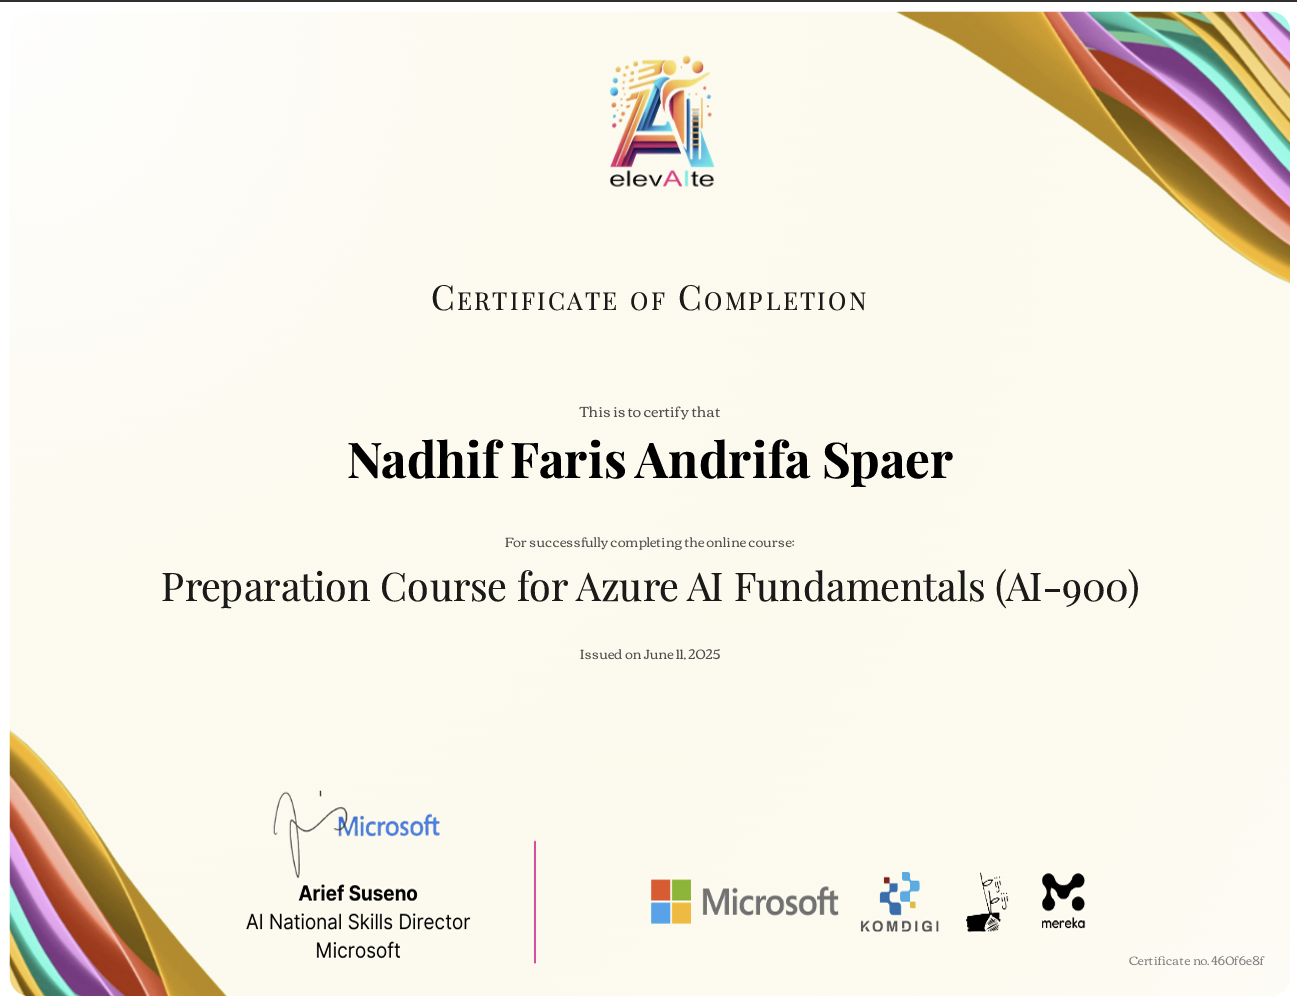 elevAIte
Certificate of Completion
This is to certify that
Nadhif Faris Andrifa Spaer
For successfully completing the online course:
Preparation Course for Azure AI Fundamentals (AI-900)
Issued on June 11, 2025
Microsoft
Arief Suseno
AI National Skills Director
Microsoft
Microsoft
KOMDIGI
biji
biji
mereka
Certificate no. 460f6e8f